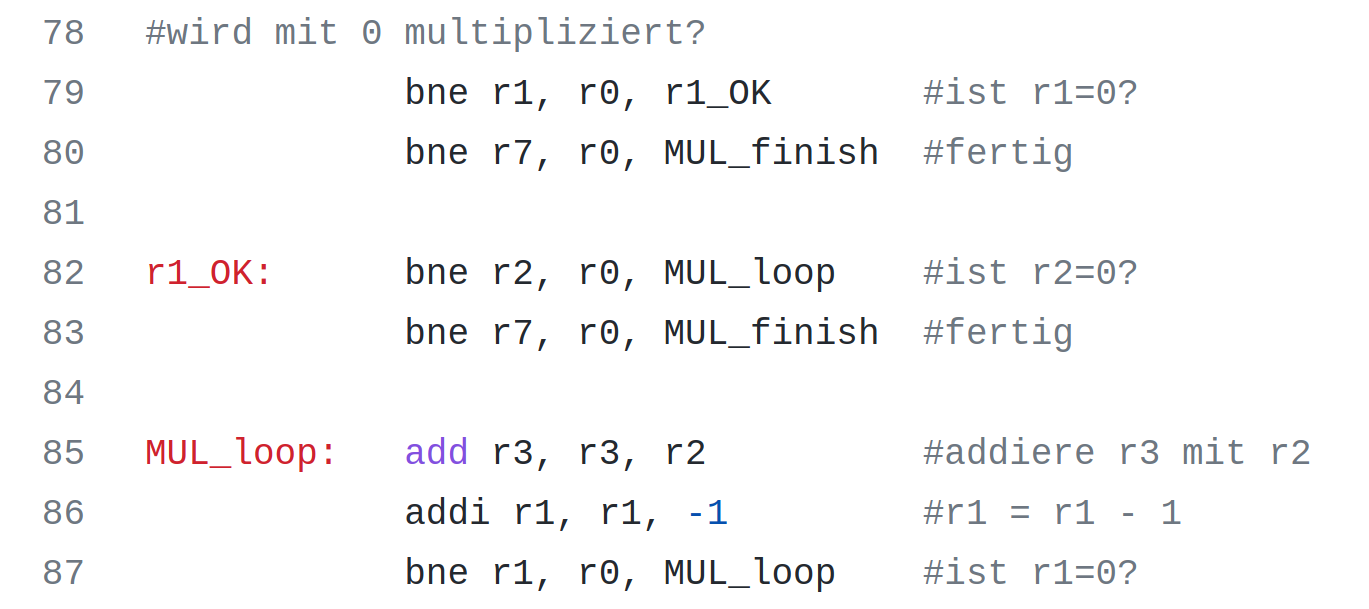 78 #wird mit 0 multipliziert?
79 bne r1, r0, r1_OK #ist r1=0?
80 bne r7, r0, MUL_finish #fertig
81
82 r1_OK: bne r2, r0, MUL_loop #ist r2=0?
83 bne r7, r0, MUL_finish #fertig
84
85 MUL_loop: add r3, r3, r2 #addiere r3 mit r2
86 addi r1, r1, -1 #r1 = r1 - 1
87 bne r1, r0, MUL_loop #ist r1=0?